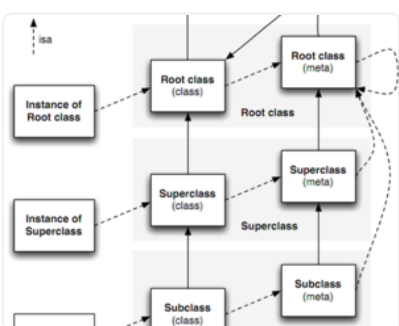 isa
Root class
(meta)
Root class
(class)
Instance of
Root class
Root class
Superclass
(meta)
Superclass
(class)
Instance of
Superclass
Superclass
Subclass
(meta)
Subclass
(class)